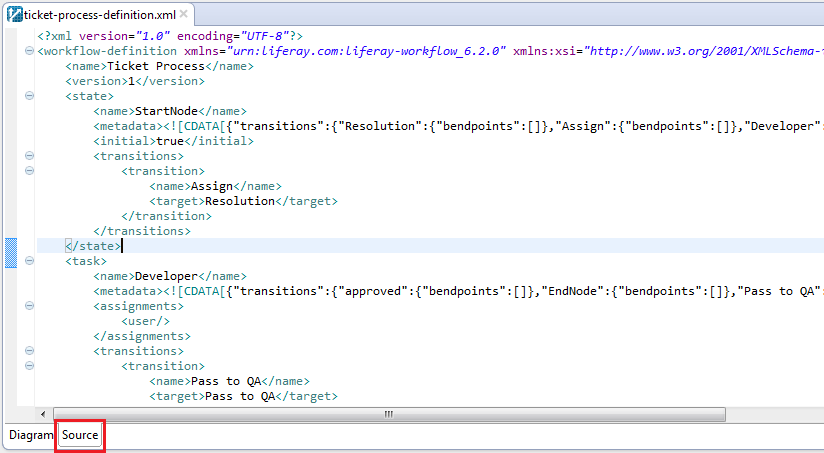 ticket-process-definition.xml
<?xml version="1.0" encoding="UTF-8"?>
<workflow-definition xmlns="urn:liferay.com:liferay-workflow_6.2.0" xmlns:xsi="http://www.w3.org/2001/XMLSchema-
<name>Ticket Process</name>
<version>1</version>
<state>
<name>StartNode</name>
<metadata><![CDATA[{"transitions":{"Resolution":{"bendpoints":[]},"Assign":{"bendpoints":[]},"Developer":
<initial>true</initial>
<transitions>
<transition>
<name>Assign</name>
<target>Resolution</target>
</transition>
</transitions>
</state>
<task>
<name>Developer</name>
<metadata><![CDATA[{"transitions":{"approved":{"bendpoints":[]},"EndNode":{"bendpoints":[]},"Pass to QA":
<assignments>
<user/>
</assignments>
<transitions>
<transition>
<name>Pass to QA</name>
<target>Pass to QA</target>
Diagram Source